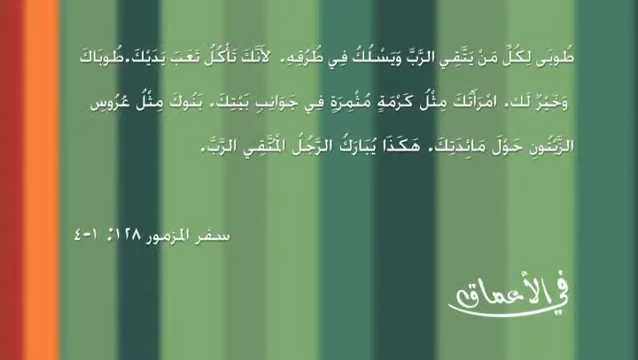 طُوبَى لِكُلِّ مَنْ يَتَّقِي الرَّبَّ وَيَسْلُكُ فِي طُرُقِهِ. لأَنَّكَ تَأْكُلُ تَعَبَ يَدَيْكَ.طُوبَاكَ
وَخَيْرٌ لَكَ. امْرَأَتُكَ مِثْلُ كَرْمَةٍ مُثْمِرَةٍ فِي جَوَانِبِ بَيْتِكَ. بَنُوكَ مِثْلُ غُرُوسِ
الزَّيْتُونِ حَوْلَ مَائِدَتِكَ. هَكَذَا يُبَارَكُ الرَّجُلُ الْمُتَّقِي الرَّبَّ.
سفر المزمور ١٢٨: ١-٤
في الأعماق